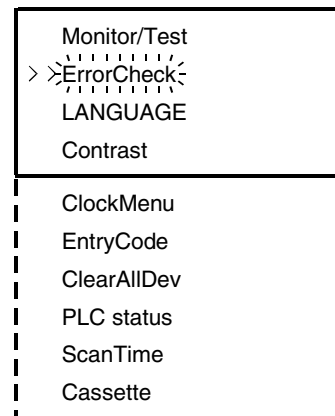 Monitor/Test
> >ErrorCheck
LANGUAGE
Contrast
ClockMenu
EntryCode
ClearAllDev
PLC status
ScanTime
Cassette